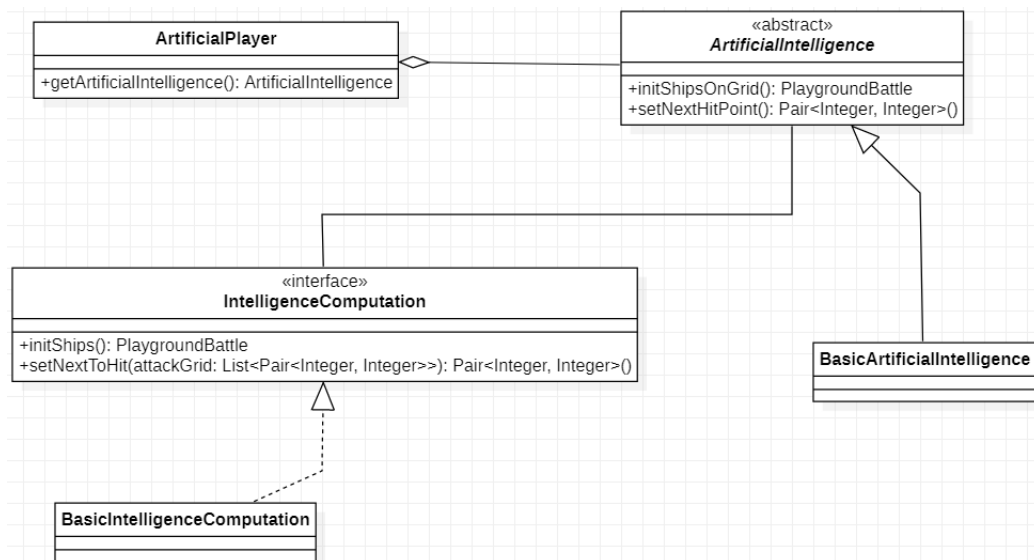 ArtificialPlayer
+getArtificialIntelligence(): ArtificialIntelligence
«abstract»
ArtificialIntelligence
+initShipsOnGrid(): PlaygroundBattle
+setNextHitPoint(): Pair<Integer, Integer>()
«interface»
IntelligenceComputation
+initShips(): PlaygroundBattle
+setNextToHit(attackGrid: List<Pair<Integer, Integer>>): Pair<Integer, Integer>()
BasicArtificialIntelligence
BasicIntelligenceComputation